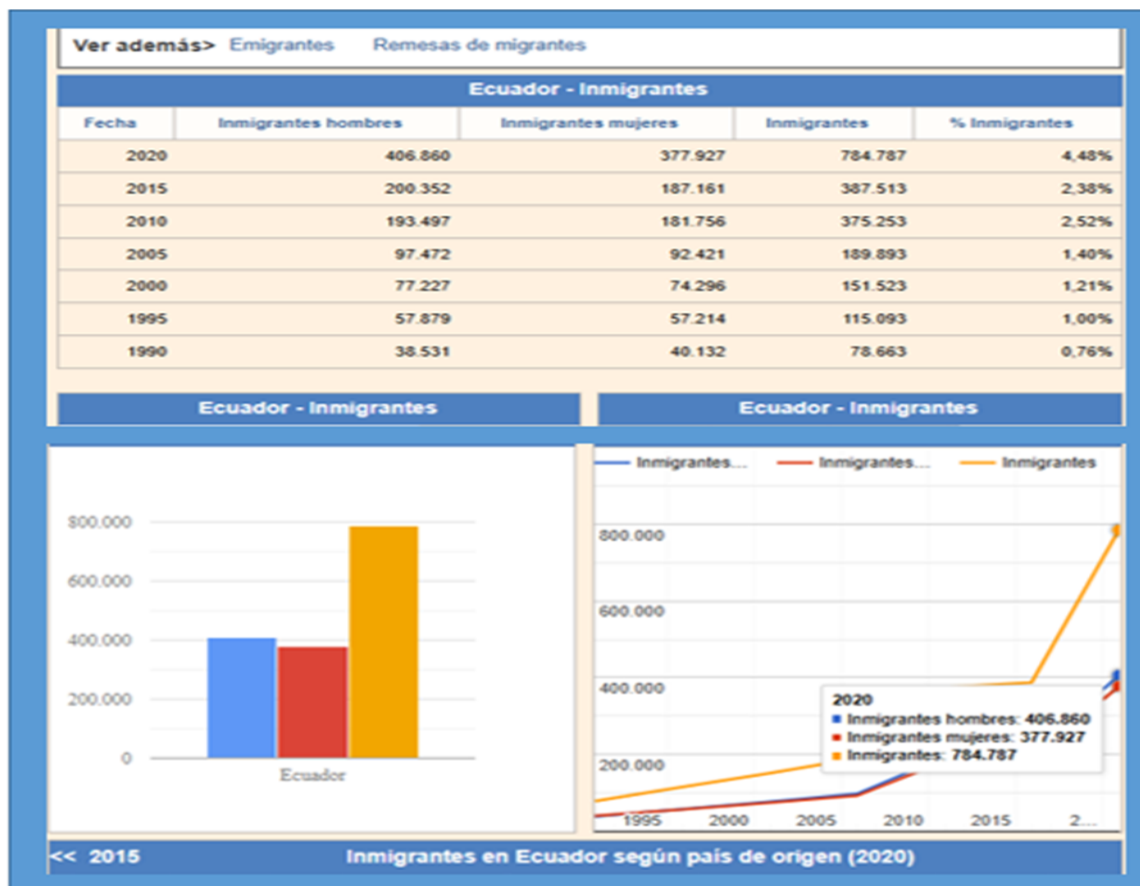 Ver además> Emigrantes Remesas de migrantes
Ecuador - Inmigrantes
Fecha Inmigrantes hombres Inmigrantes mujeres Inmigrantes % Inmigrantes
2020 406.860 377.927 784.787 4,48%
2015 200.352 187.161 387.513 2,38%
2010 193.497 181.756 375.253 2,52%
2005 97.472 92.421 189.893 1,40%
2000 77.227 74.296 151.523 1,21%
1995 57.879 57.214 115.093 1,00%
1990 38.531 40.132 78.663 0,76%
Ecuador - Inmigrantes Ecuador - Inmigrantes
800.000
600.000
400.000
200.000
0
Ecuador
Inmigrantes... Inmigrantes... Inmigrantes
800.000
600.000
400.000
200.000
2020
Inmigrantes hombres: 406.860
Inmigrantes mujeres: 377.927
Inmigrantes: 784.787
1995 2000 2005 2010 2015 2...
<< 2015 Inmigrantes en Ecuador según país de origen (2020)